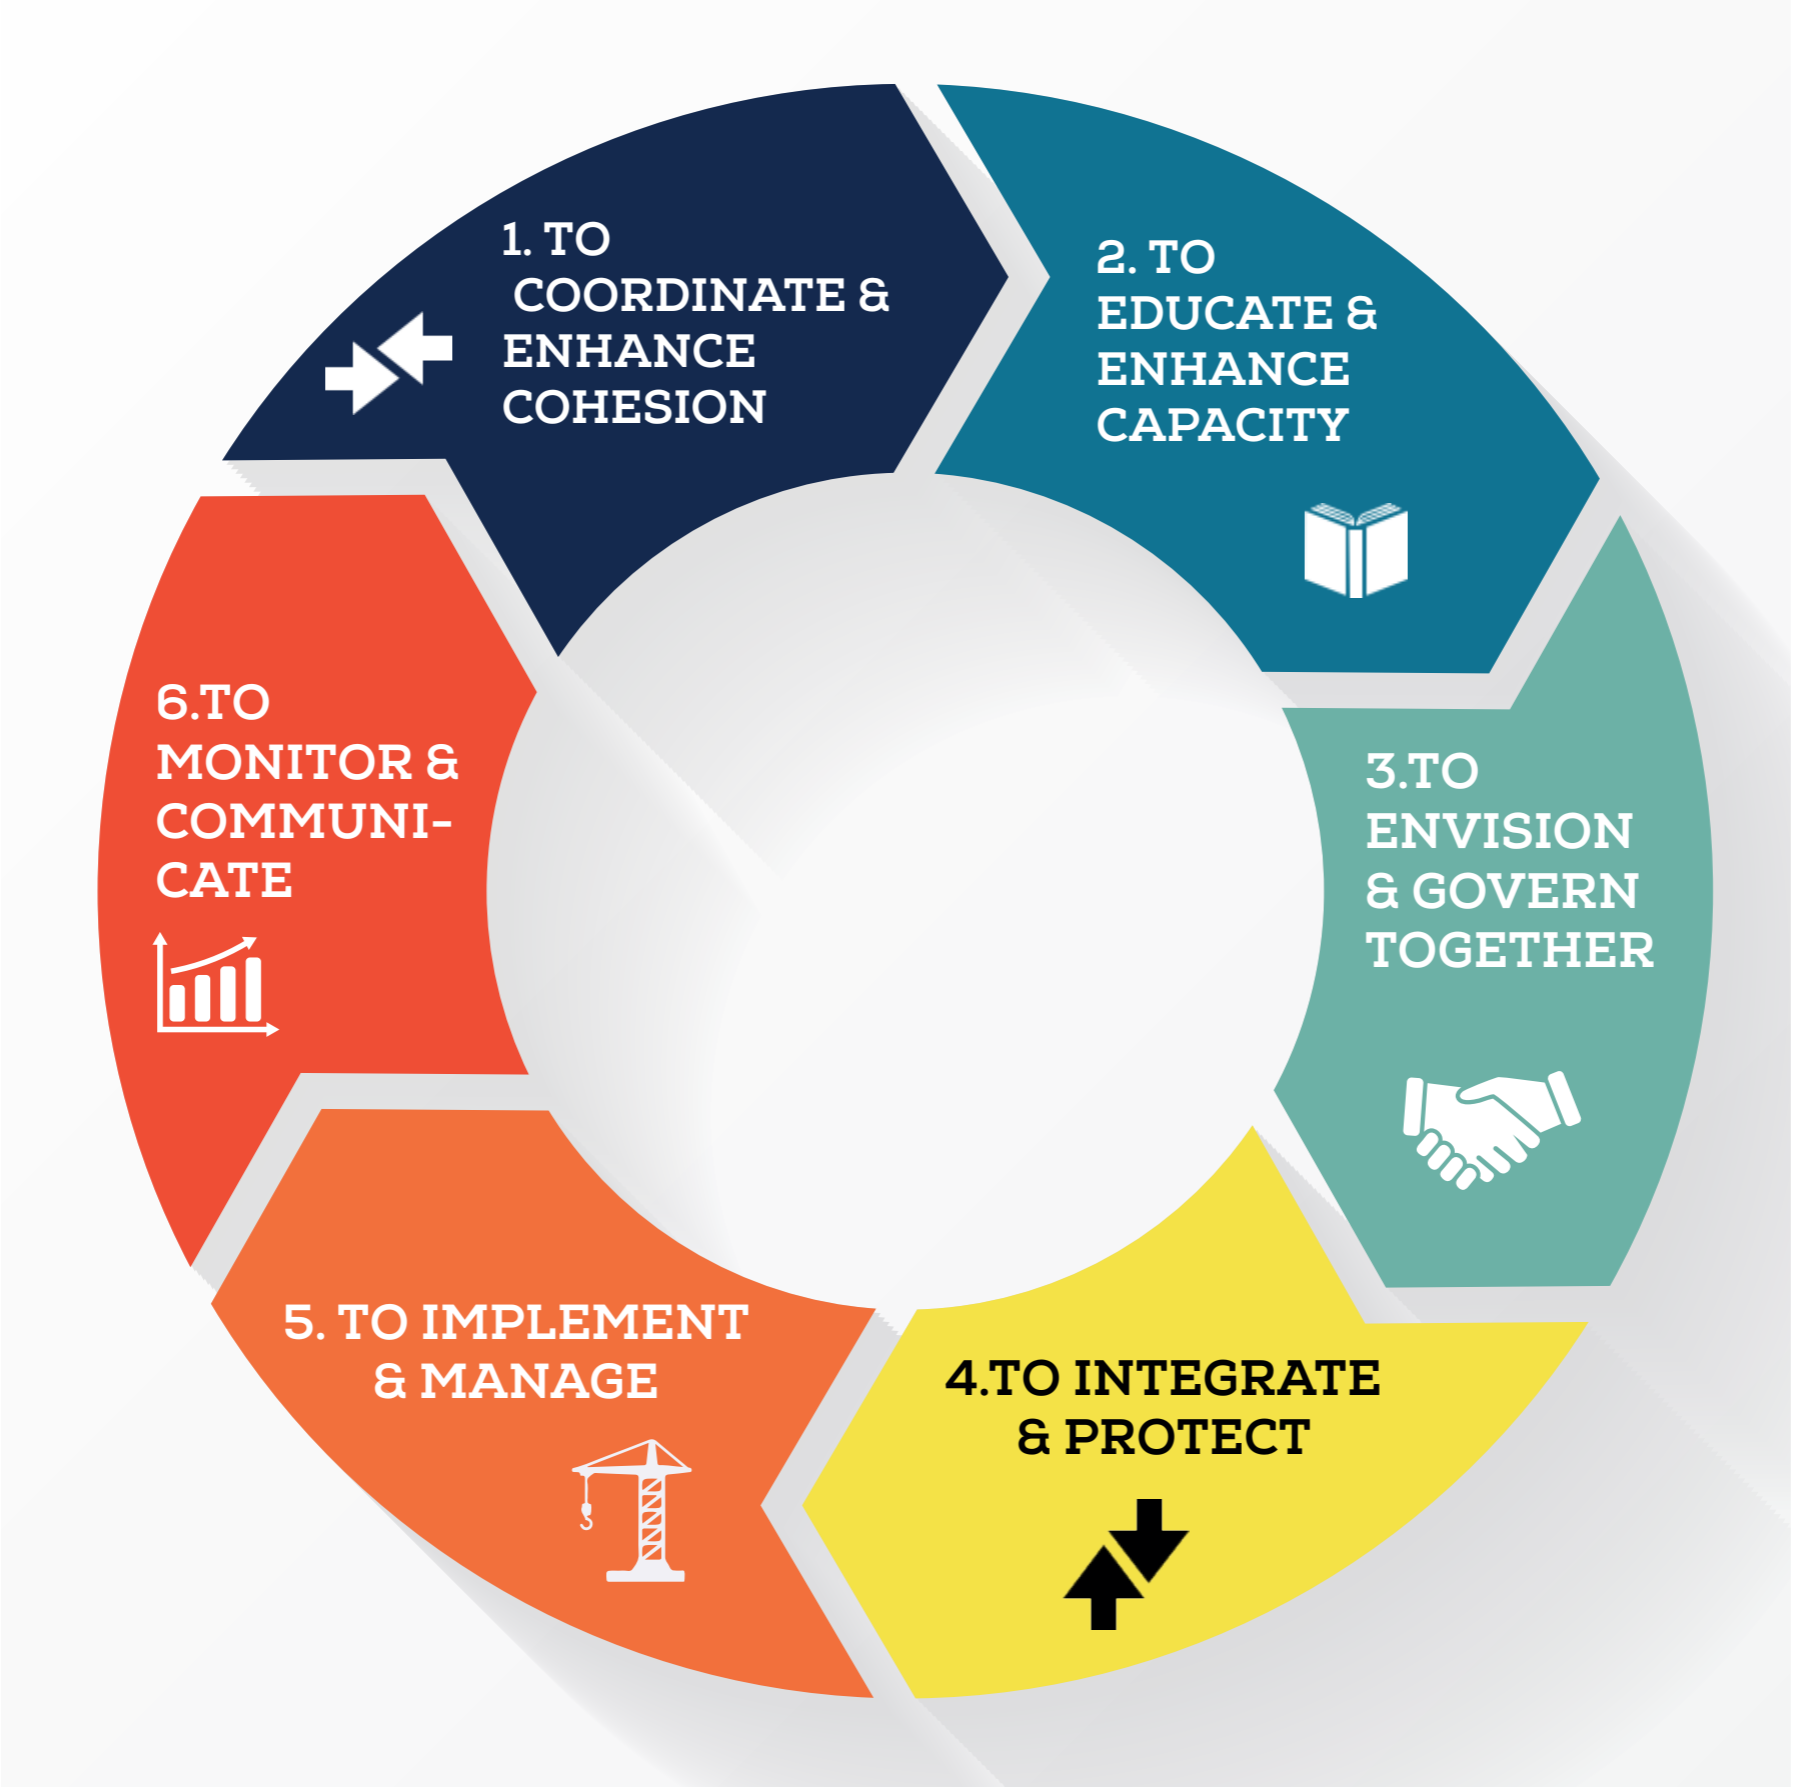 1. TO
COORDINATE &
ENHANCE
COHESION
2. TO
EDUCATE &
ENHANCE
CAPACITY
3.TO
ENVISION
& GOVERN
TOGETHER
4.TO INTEGRATE
& PROTECT
5. TO IMPLEMENT
& MANAGE
6.TO
MONITOR &
COMMUNI-
CATE